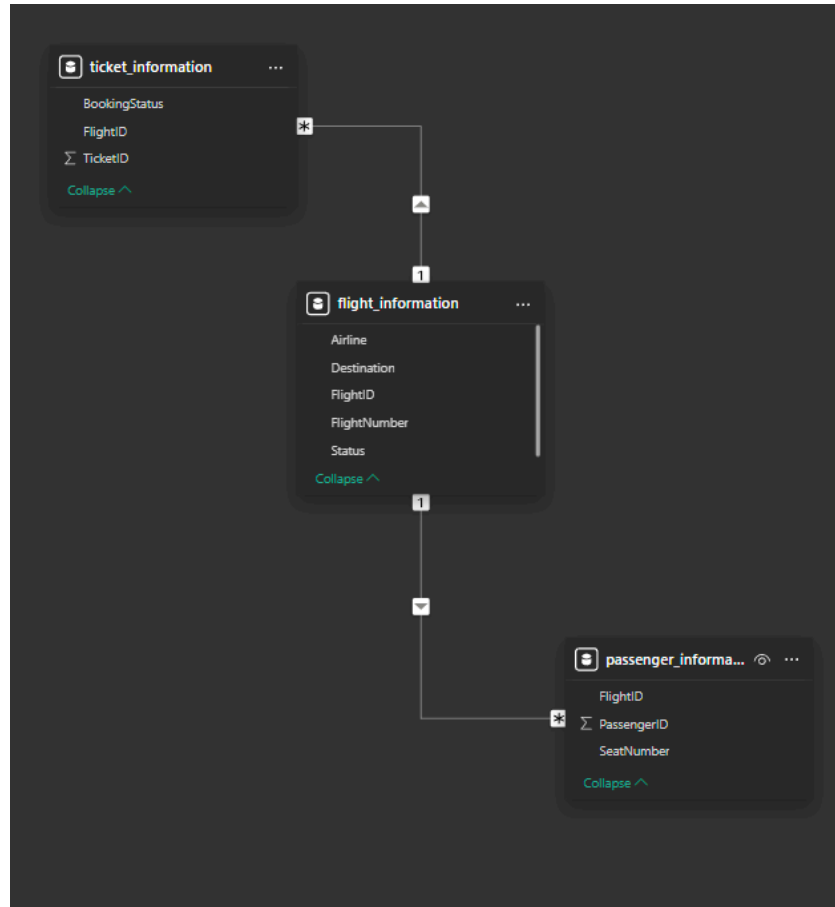 ticket_information ...
BookingStatus
FlightID
∑ TicketID
Collapse
*
1
flight_information ...
Airline
Destination
FlightID
FlightNumber
Status
Collapse
1
passenger_informa... ...
*
FlightID
∑ PassengerID
SeatNumber
Collapse